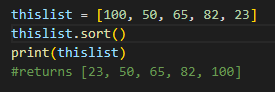 thislist = [100, 50, 65, 82, 23]
thislist.sort()
print(thislist)
#returns [23, 50, 65, 82, 100]